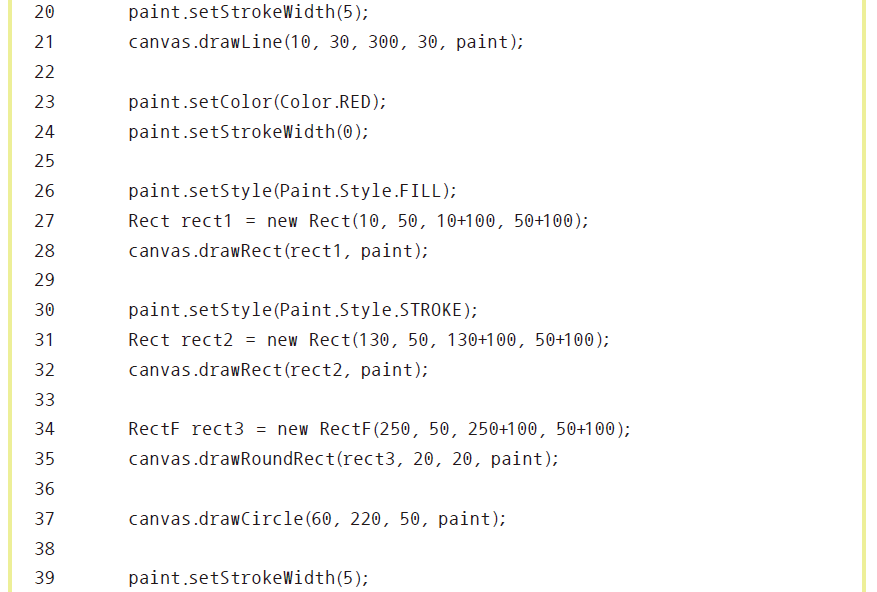 20 paint.setStrokeWidth(5);
21 canvas.drawLine(10, 30, 300, 30, paint);
22
23 paint.setColor(Color.RED);
24 paint.setStrokeWidth(0);
25
26 paint.setStyle(Paint.Style.FILL);
27 Rect rect1 = new Rect(10, 50, 10+100, 50+100);
28 canvas.drawRect(rect1, paint);
29
30 paint.setStyle(Paint.Style.STROKE);
31 Rect rect2 = new Rect(130, 50, 130+100, 50+100);
32 canvas.drawRect(rect2, paint);
33
34 RectF rect3 = new RectF(250, 50, 250+100, 50+100);
35 canvas.drawRoundRect(rect3, 20, 20, paint);
36
37 canvas.drawCircle(60, 220, 50, paint);
38
39 paint.setStrokeWidth(5);